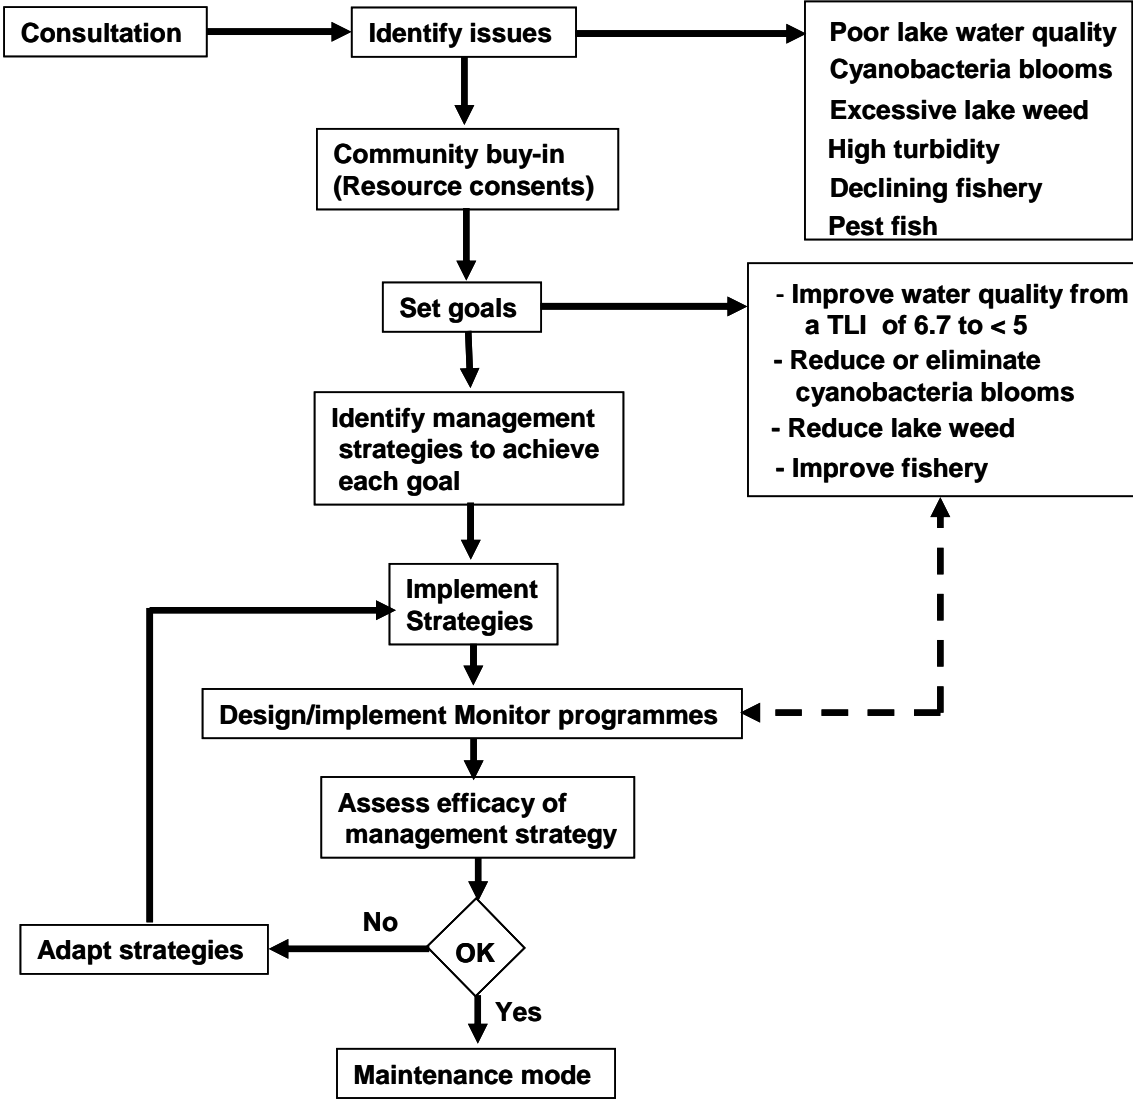 Consultation
Identify issues
Poor lake water quality
Cyanobacteria blooms
Excessive lake weed
High turbidity
Declining fishery
Pest fish
Community buy-in
(Resource consents)
Set goals
- Improve water quality from
a TLI of 6.7 to < 5
- Reduce or eliminate
cyanobacteria blooms
- Reduce lake weed
- Improve fishery
Identify management
strategies to achieve
each goal
Implement
Strategies
Design/implement Monitor programmes
Assess efficacy of
management strategy
OK
No
Adapt strategies
Yes
Maintenance mode